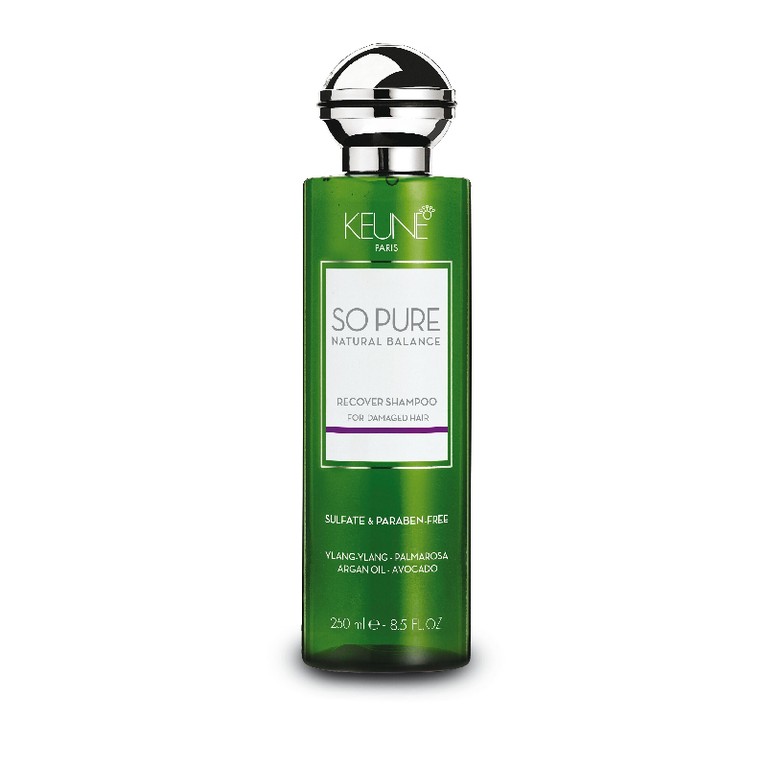 KEUNE
PARIS
SO PURE
NATURAL BALANCE
RECOVER SHAMPOO
FOR DAMAGED HAIR
SULFATE & PARABEN-FREE
YLANG-YLANG - PALMAROSA
ARGAN OIL - AVOCADO
250 ml ℮ - 8.5 FL.OZ